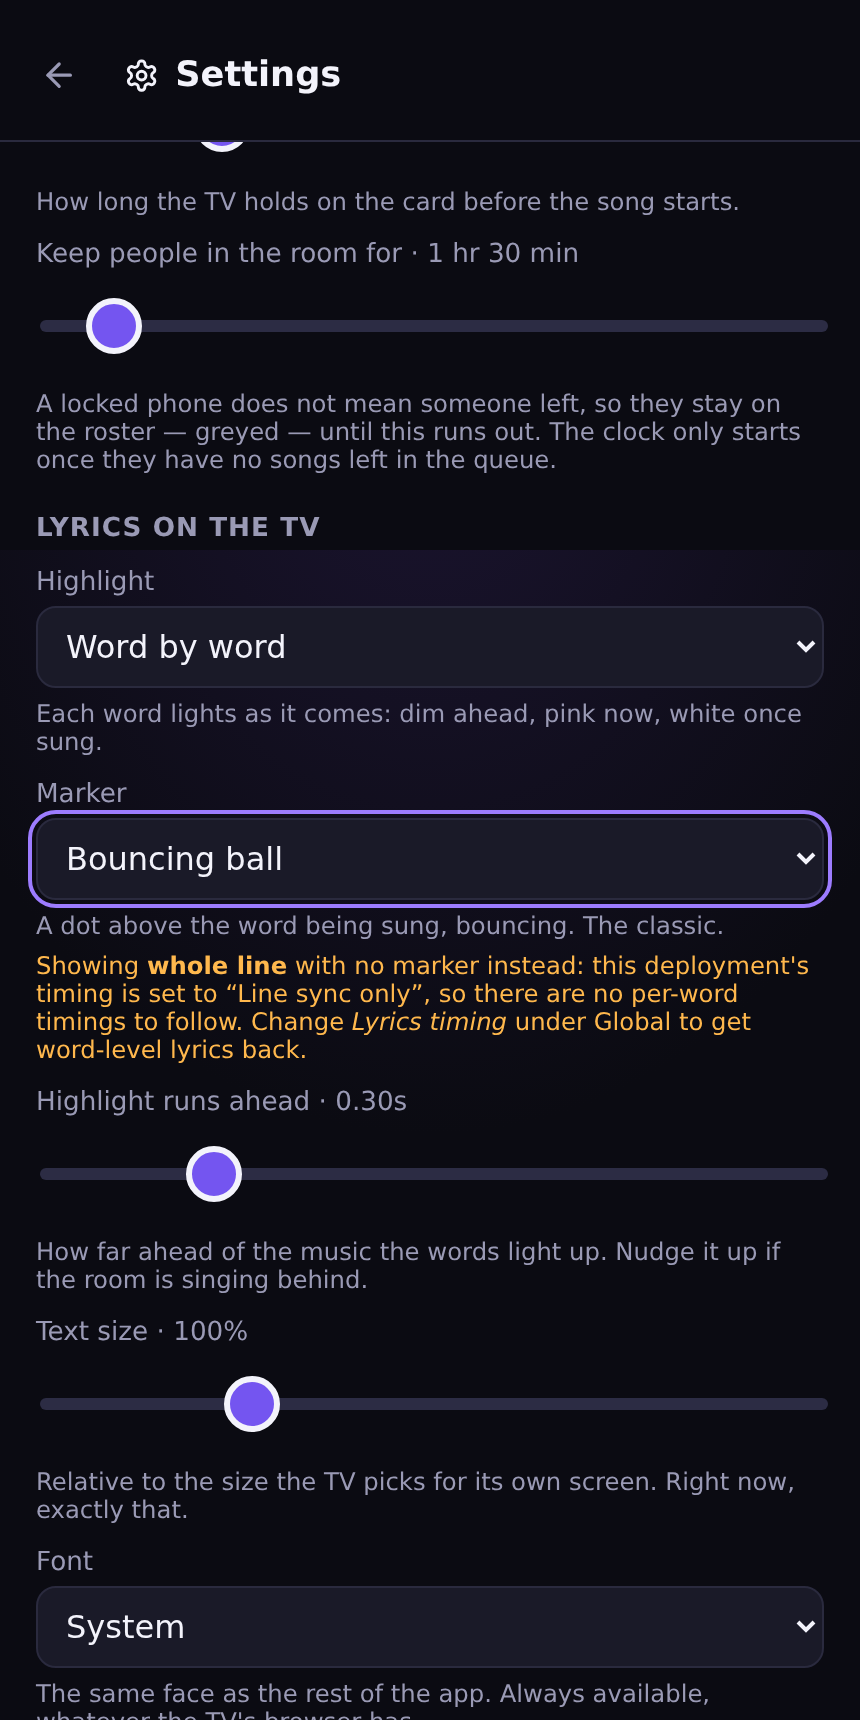 Settings
How long the TV holds on the card before the song starts.
Keep people in the room for · 1 hr 30 min
A locked phone does not mean someone left, so they stay on
the roster — greyed — until this runs out. The clock only starts
once they have no songs left in the queue.
LYRICS ON THE TV
Highlight
Word by word
Each word lights as it comes: dim ahead, pink now, white once
sung.
Marker
Bouncing ball
A dot above the word being sung, bouncing. The classic.
Showing whole line with no marker instead: this deployment's
timing is set to “Line sync only”, so there are no per-word
timings to follow. Change Lyrics timing under Global to get
word-level lyrics back.
Highlight runs ahead · 0.30s
How far ahead of the music the words light up. Nudge it up if
the room is singing behind.
Text size · 100%
Relative to the size the TV picks for its own screen. Right now,
exactly that.
Font
System
The same face as the rest of the app. Always available,
whatever the TV's browser has.